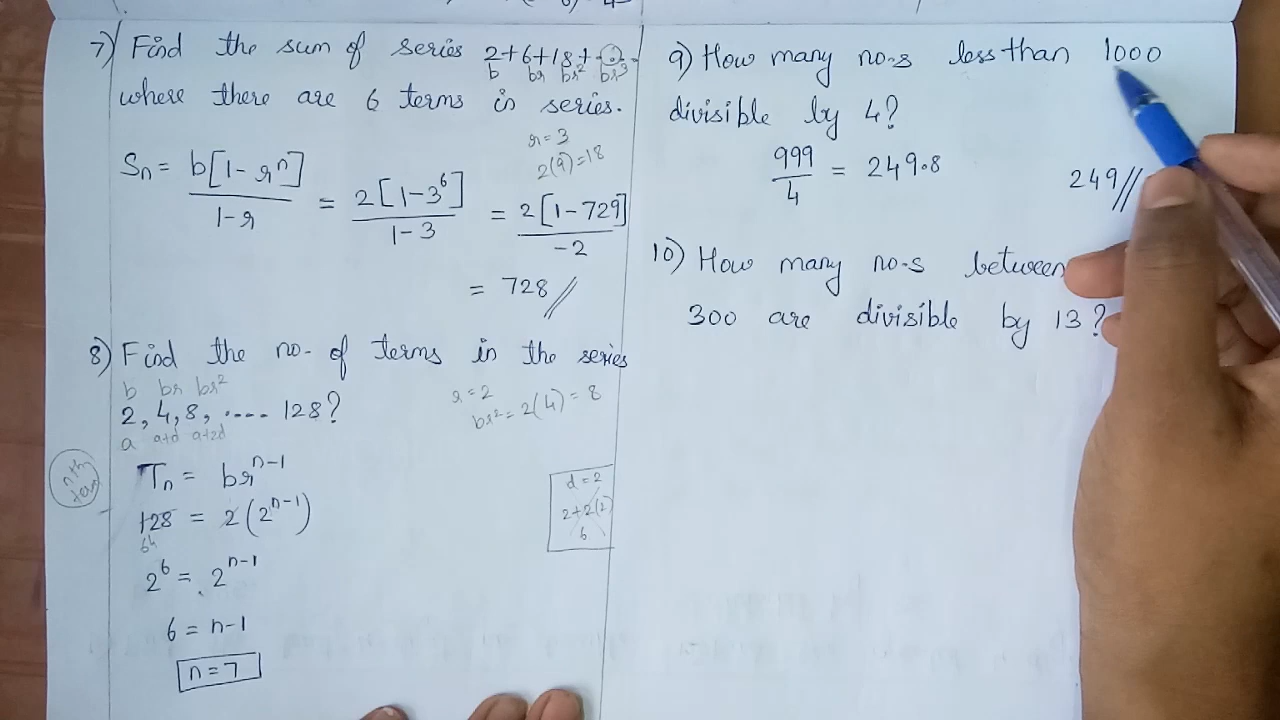 7) Find the sum of series 2+6+18+...
b br br² br³
where there are 6 terms in series.
r=3
2(9)=18
Sn = b[1-rⁿ] / 1-r = 2[1-3⁶] / 1-3 = 2[1-729] / -2
= 728//
8) Find the no. of terms in the series
b br br²
2, 4, 8, ..... 128?
a a+d a+2d
r=2
br²=2(4)=8
nth term
Tn = brⁿ⁻¹
128 = 2(2ⁿ⁻¹)
64
2⁶ = 2ⁿ⁻¹
6 = n-1
n=7
d=2
2+2(2)
6
9) How many no.s less than 1000
divisible by 4?
999/4 = 249.8
249//
10) How many no.s between
300 are divisible by 13?